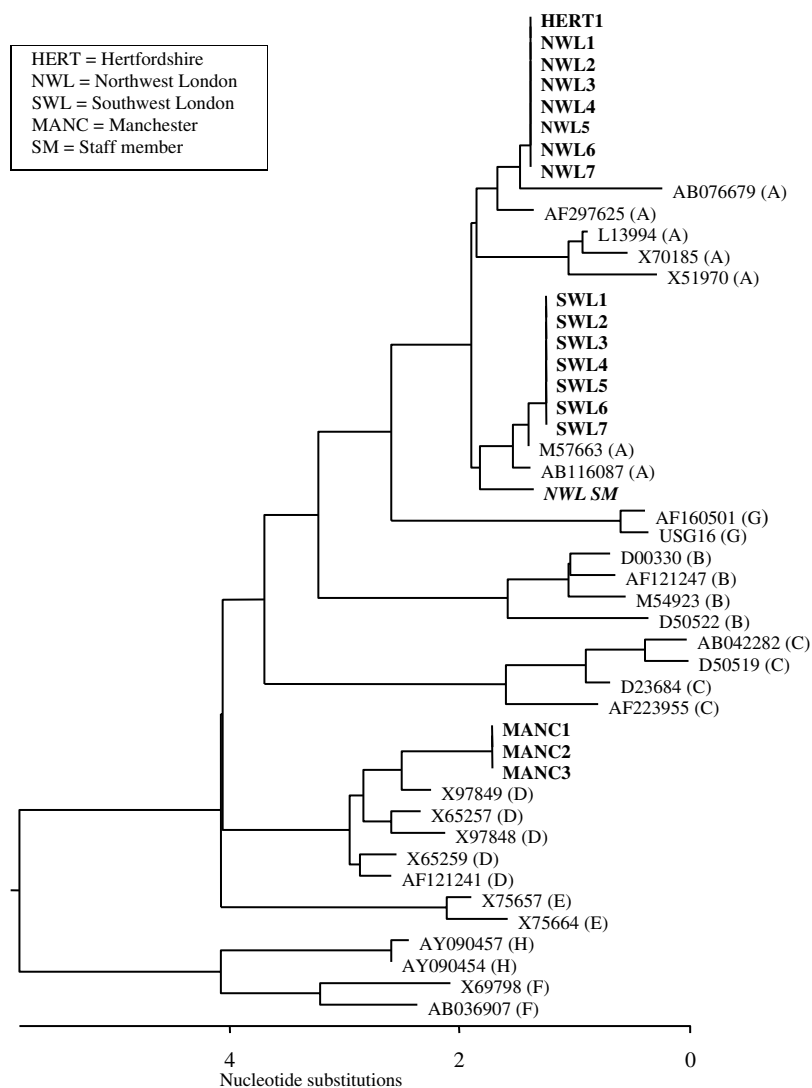 HERT1
HERT = Hertfordshire
NWL = Northwest London
SWL = Southwest London
MANC = Manchester
SM = Staff member
NWL1
NWL2
NWL3
NWL4
NWL5
NWL6
NWL7
AB076679 (A)
AF297625 (A)
L13994 (A)
X70185 (A)
X51970 (A)
SWL1
SWL2
SWL3
SWL4
SWL5
SWL6
SWL7
M57663 (A)
AB116087 (A)
NWL SM
AF160501 (G)
USG16 (G)
D00330 (B)
AF121247 (B)
M54923 (B)
D50522 (B)
AB042282 (C)
D50519 (C)
D23684 (C)
AF223955 (C)
MANC1
MANC2
MANC3
X97849 (D)
X65257 (D)
X97848 (D)
X65259 (D)
AF121241 (D)
X75657 (E)
X75664 (E)
AY090457 (H)
AY090454 (H)
X69798 (F)
AB036907 (F)
4 2 0
Nucleotide substitutions